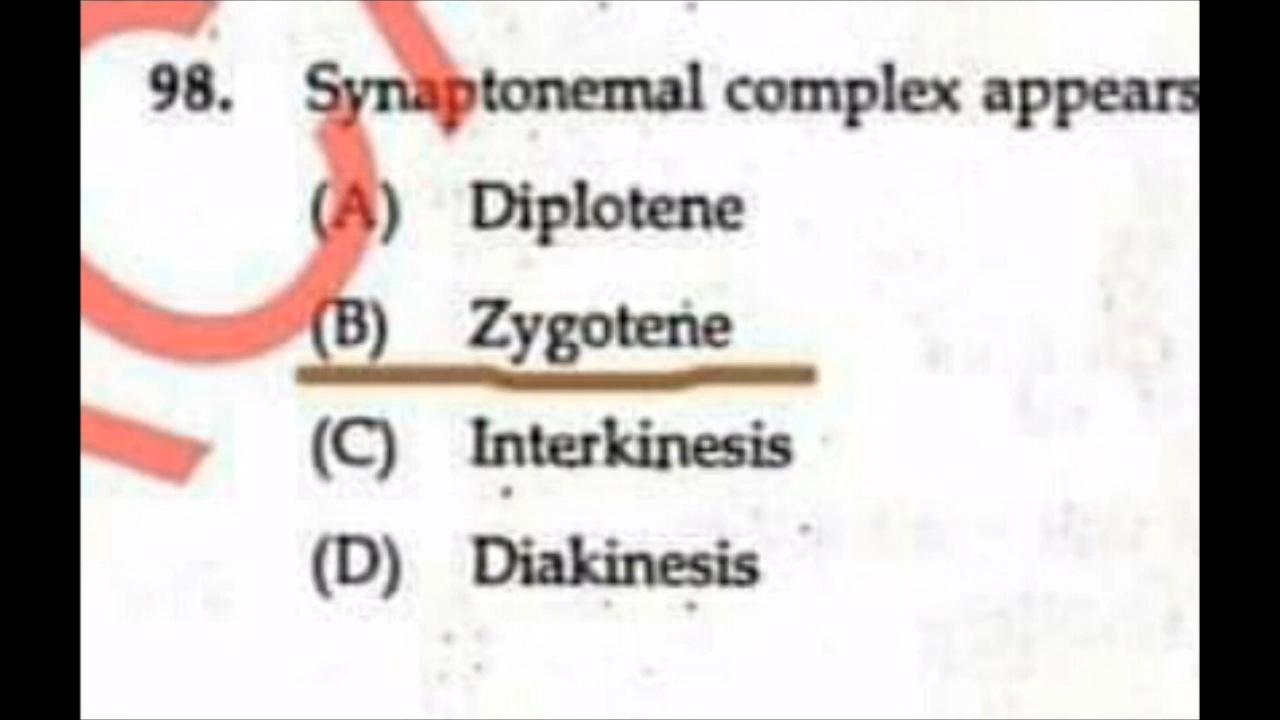 98. Synaptonemal complex appears
(A) Diplotene
(B) Zygotene
(C) Interkinesis
(D) Diakinesis